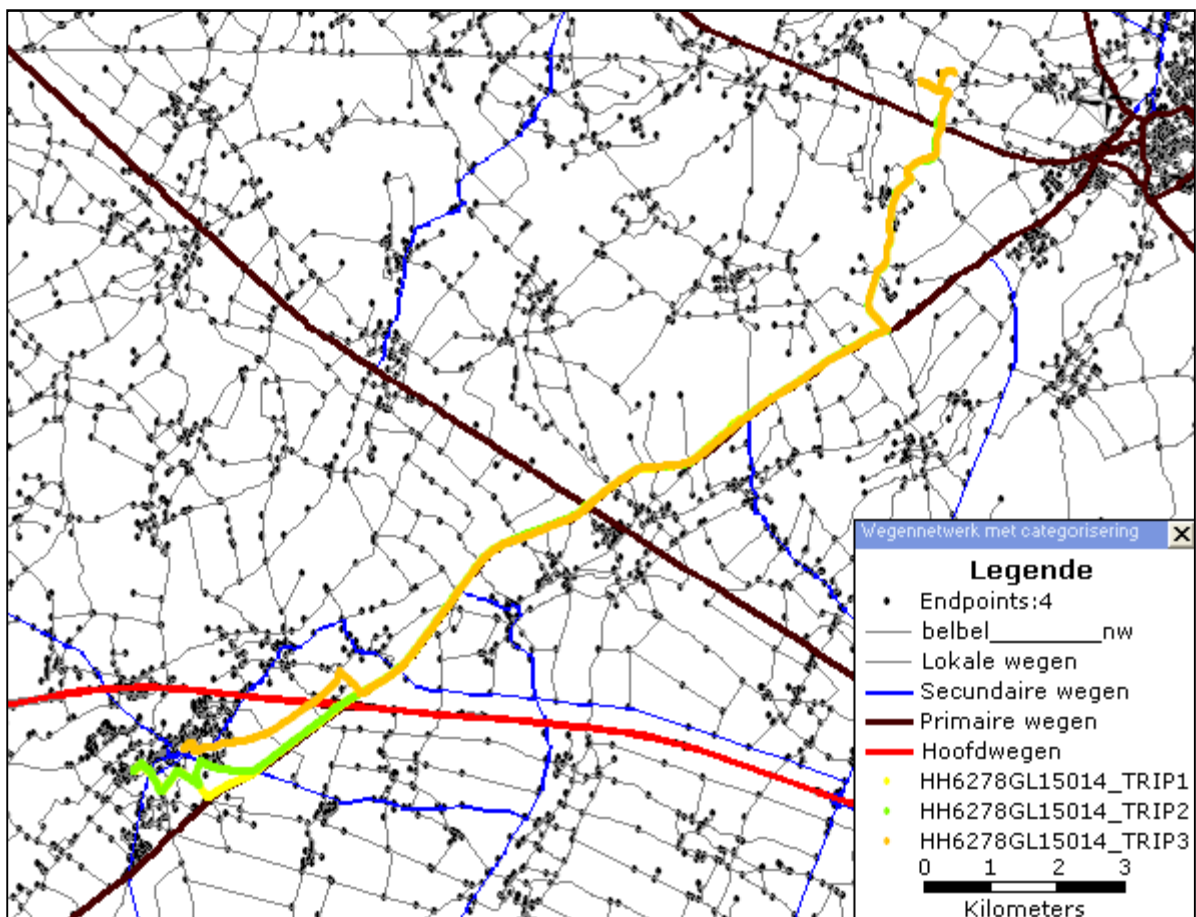 Wegennetwerk met categorisering
Legende
Endpoints:4
belbel__________nw
Lokale wegen
Secundaire wegen
Primaire wegen
Hoofdwegen
HH6278GL15014_TRIP1
HH6278GL15014_TRIP2
HH6278GL15014_TRIP3
0 1 2 3
Kilometers